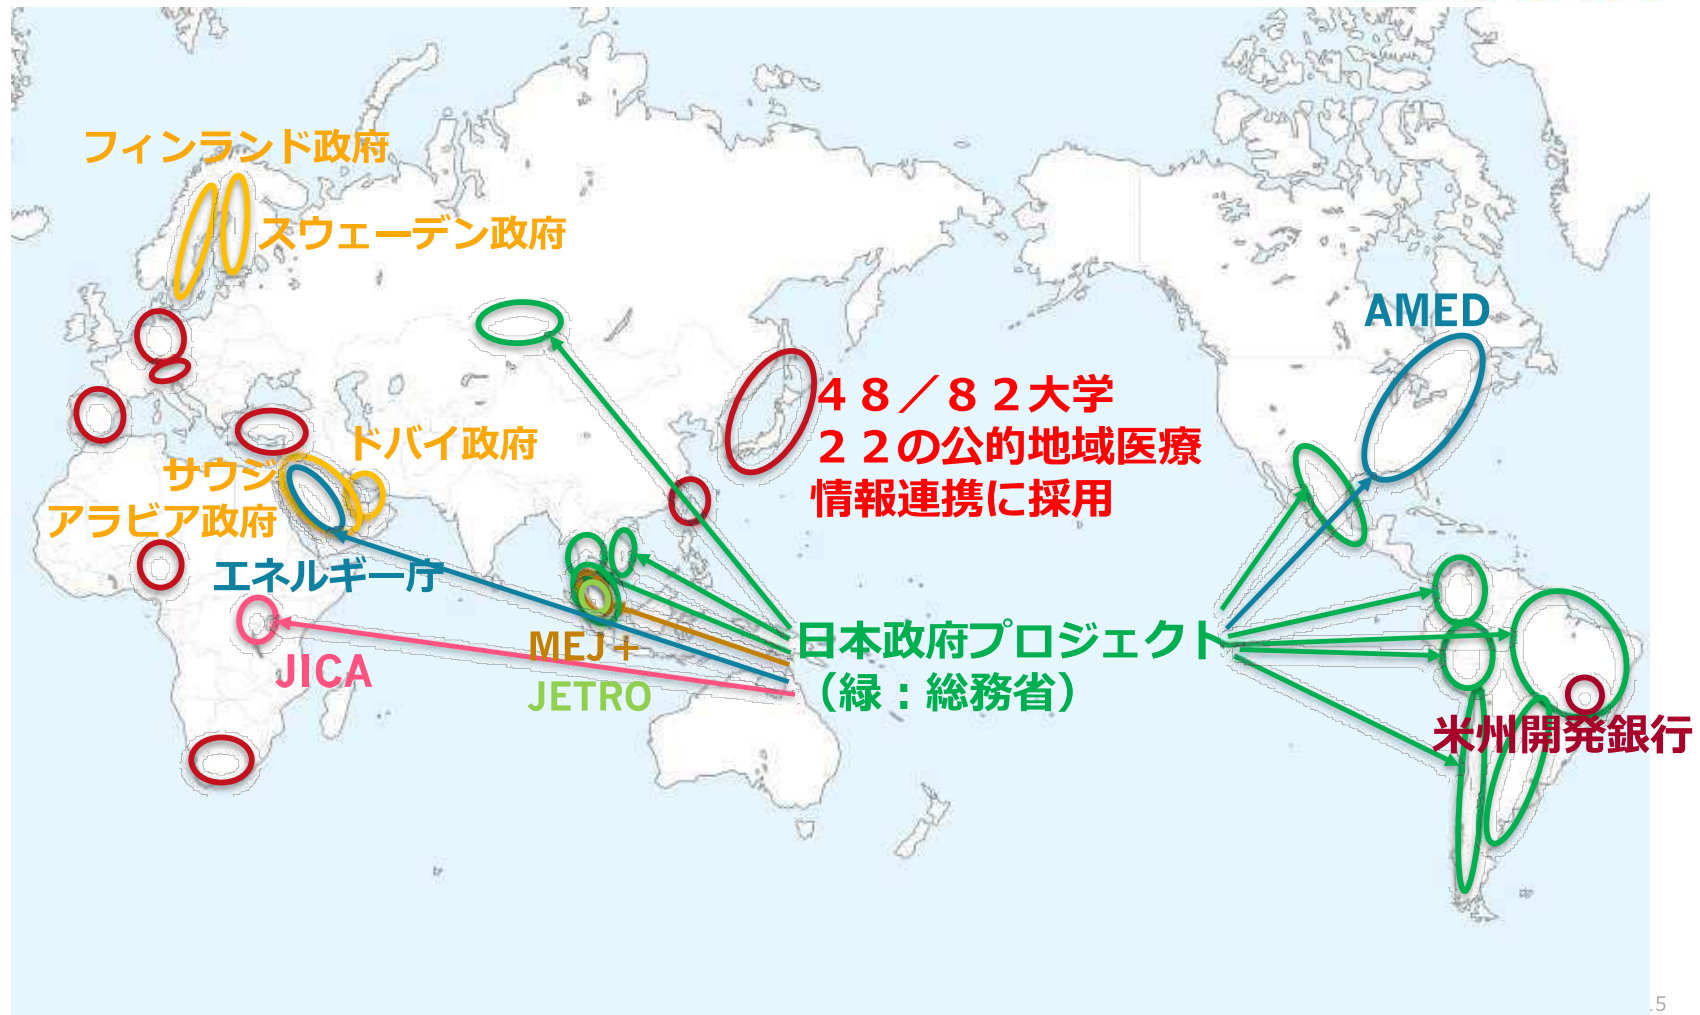 フィンランド政府
スウェーデン政府
AMED
４８／８２大学
２２の公的地域医療
情報連携に採用
ドバイ政府
サウジ
アラビア政府
エネルギー庁
JICA
MEJ＋
JETRO
日本政府プロジェクト
（緑：総務省）
米州開発銀行